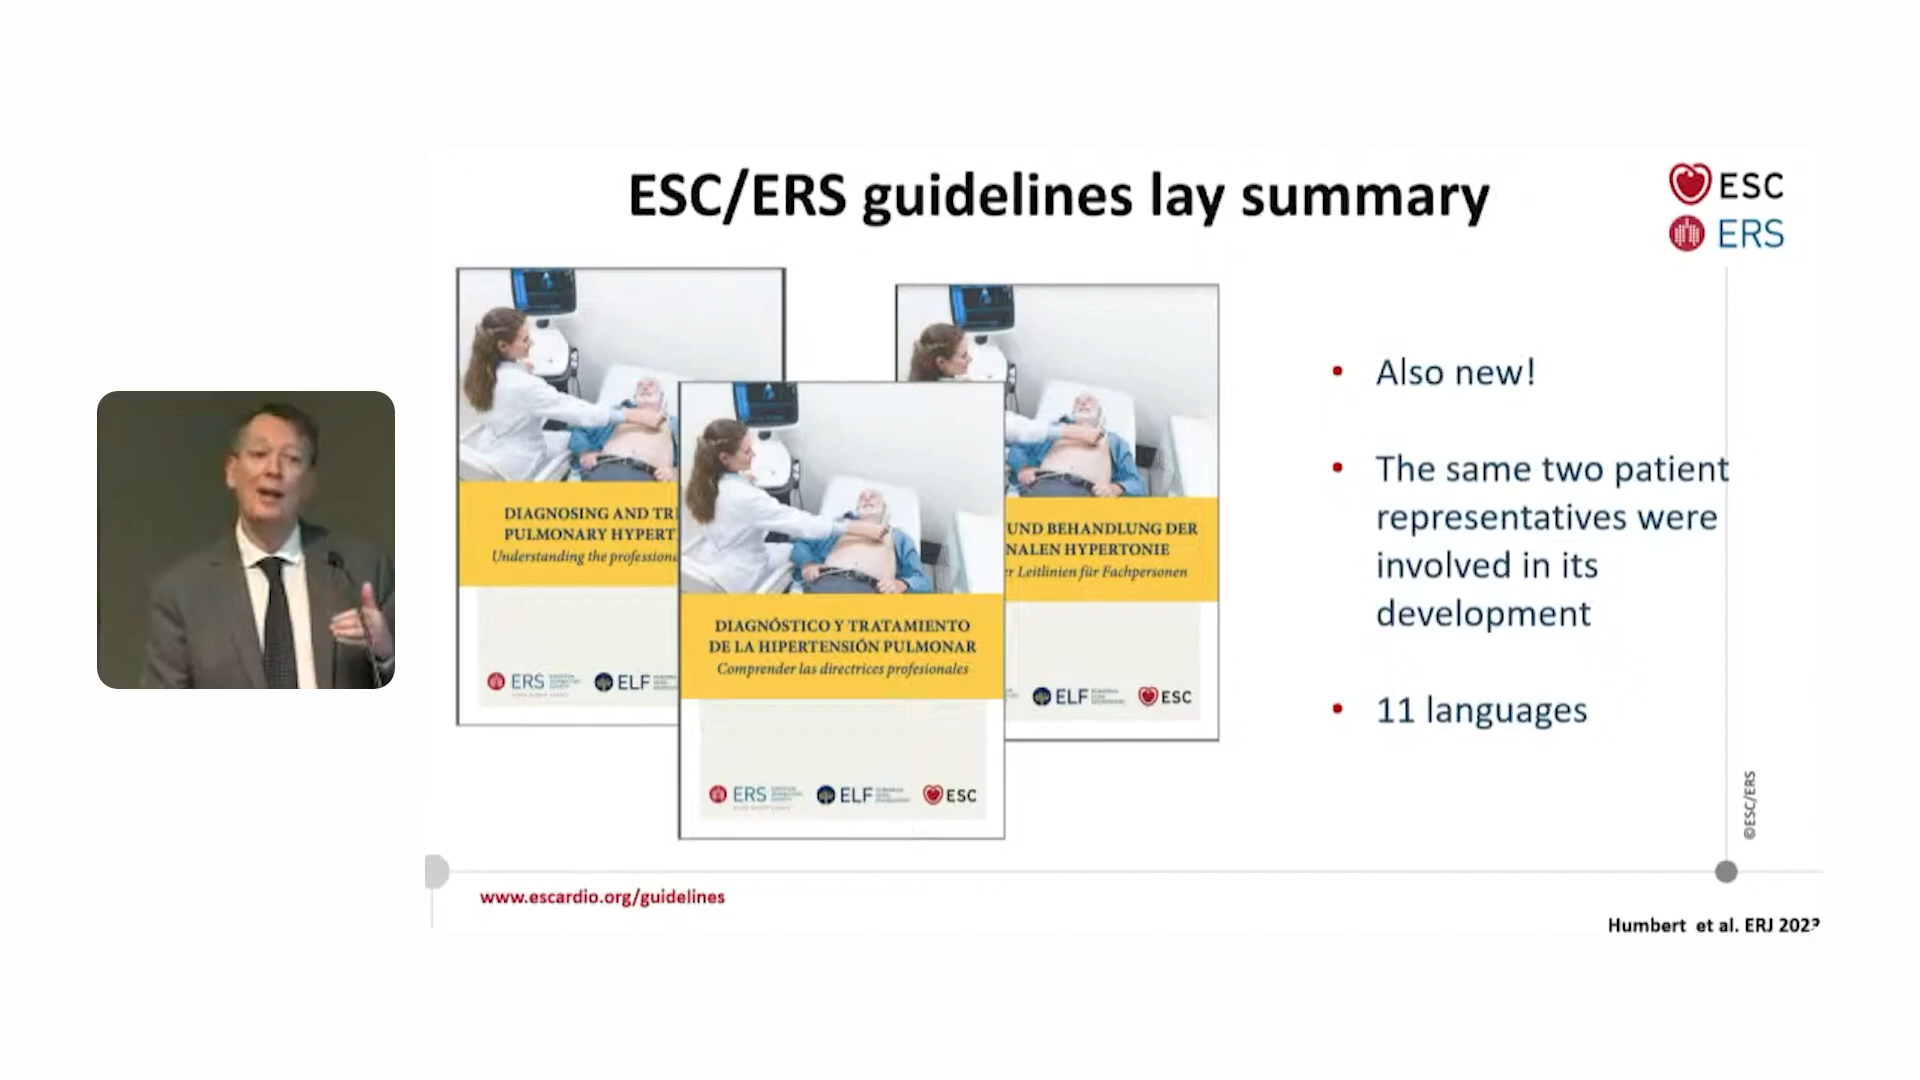 ESC/ERS guidelines lay summary
ESC
ERS
DIAGNOSING AND TR
PULMONARY HYPERT
Understanding the profession
ERS
ELF
DIAGNÓSTICO Y TRATAMIENTO
DE LA HIPERTENSIÓN PULMONAR
Comprender las directrices profesionales
ERS
ELF
ESC
UND BEHANDLUNG DER
NALEN HYPERTONIE
r Leitlinien für Fachpersonen
ELF
ESC
• Also new!
• The same two patient
representatives were
involved in its
development
• 11 languages
©ESC/ERS
www.escardio.org/guidelines
Humbert et al. ERJ